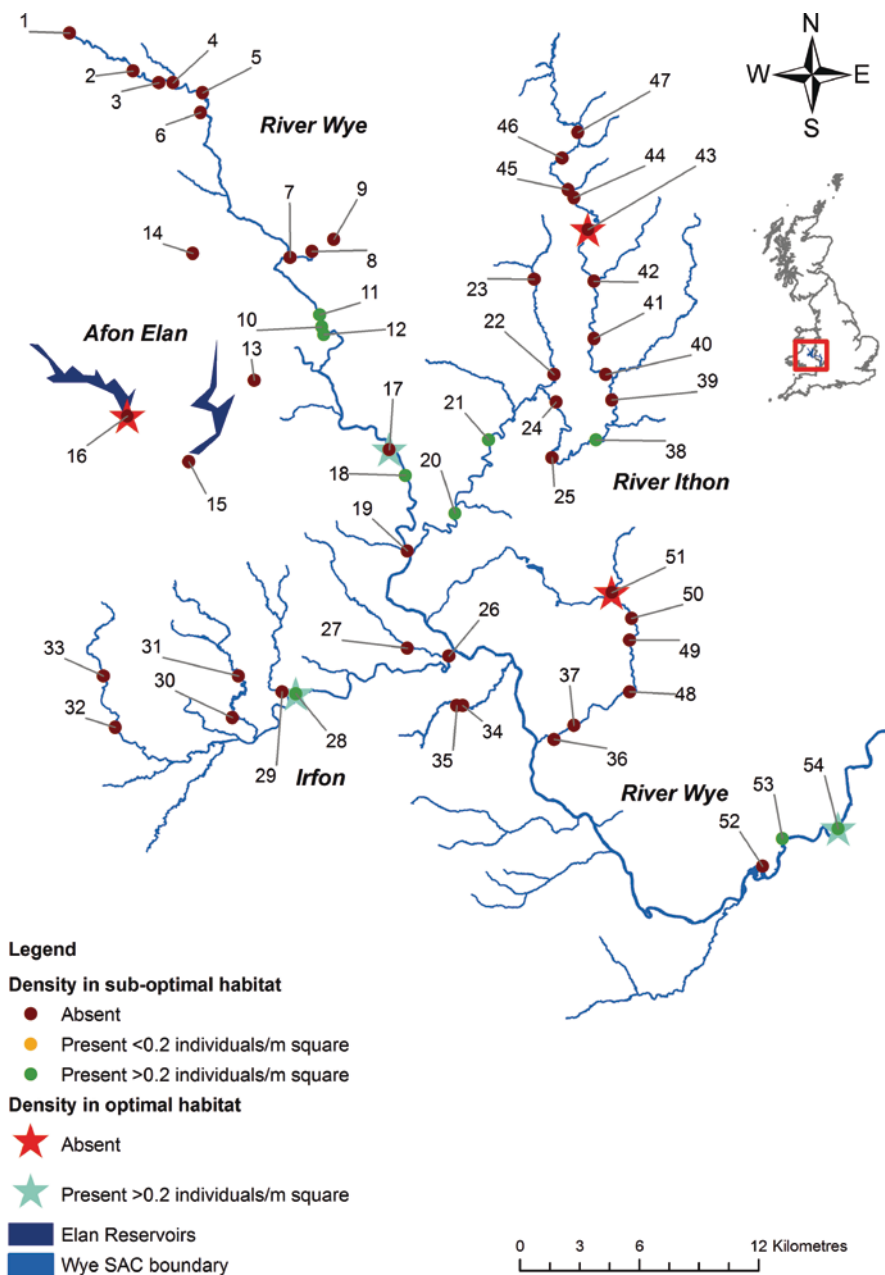 1
4
5
2
3
6
River Wye
N
W
E
S
47
46
44
43
45
7
9
14
8
23
42
11
41
22
Afon Elan
10
12
40
13
39
17
21
24
16
38
18
20
25
River Ithon
15
19
51
50
27
26
49
33
31
37
48
30
32
28
35
34
36
54
29
Irfon
River Wye
53
52
Legend
Density in sub-optimal habitat
Absent
Present <0.2 individuals/m square
Present >0.2 individuals/m square
Density in optimal habitat
Absent
Present >0.2 individuals/m square
Elan Reservoirs
Wye SAC boundary
0 3 6 12 Kilometres